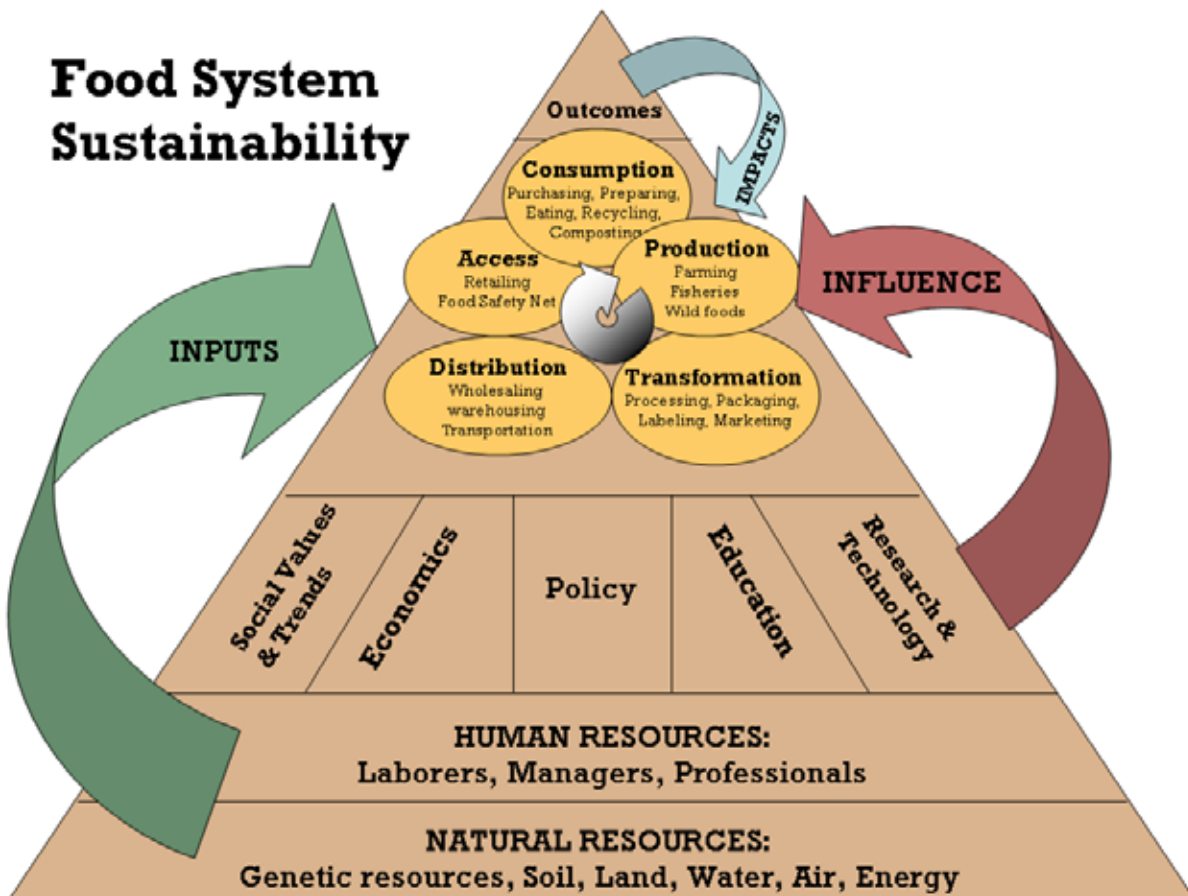 Food System
Sustainability
Outcomes
IMPACTS
Consumption
Purchasing, Preparing,
Eating, Recycling,
Composting
Access
Retailing
Food Safety Net
Production
Farming
Fisheries
Wild foods
INFLUENCE
INPUTS
Distribution
Wholesaling
warehousing
Transportation
Transformation
Processing, Packaging,
Labeling, Marketing
Social Values
& Trends
Economics
Policy
Education
Research &
Technology
HUMAN RESOURCES:
Laborers, Managers, Professionals
NATURAL RESOURCES:
Genetic resources, Soil, Land, Water, Air, Energy